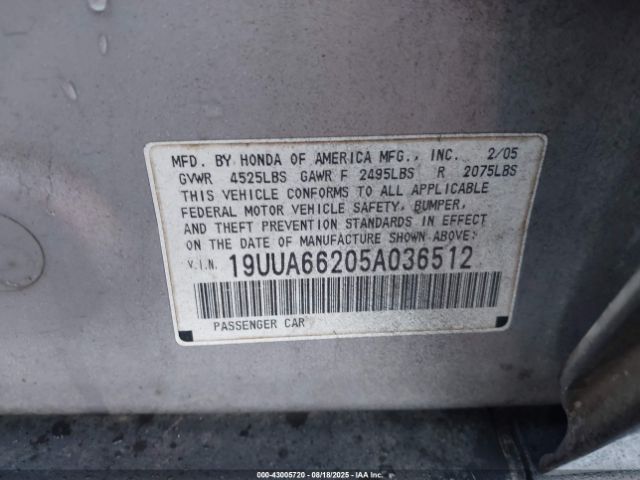 MFD. BY HONDA OF AMERICA MFG., INC. 2/05
GVWR 4525LBS GAWR F 2495LBS R 2075LBS
THIS VEHICLE CONFORMS TO ALL APPLICABLE
FEDERAL MOTOR VEHICLE SAFETY, BUMPER,
AND THEFT PREVENTION STANDARDS IN EFFECT
ON THE DATE OF MANUFACTURE SHOWN ABOVE:
V.I.N. 19UUA66205A036512
PASSENGER CAR
000-43005720 - 08/18/2025 - IAA Inc. ©